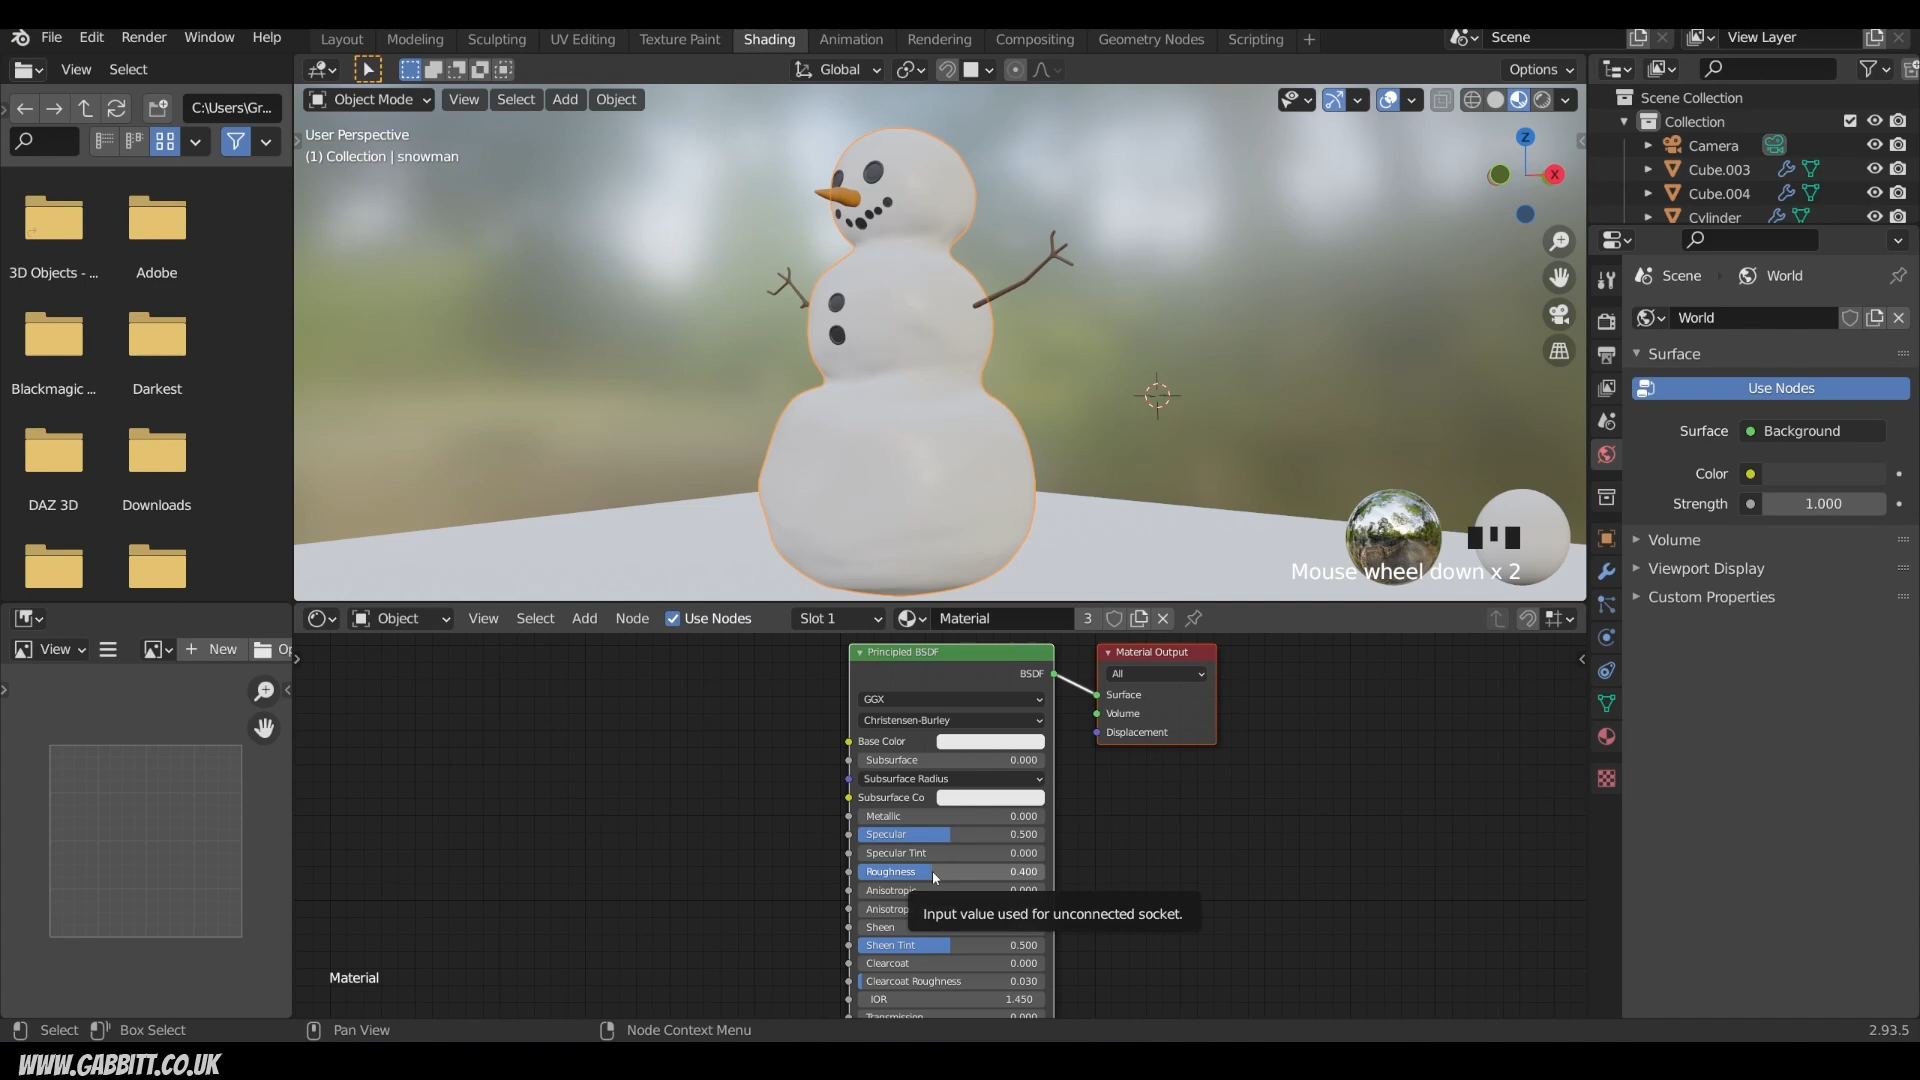 File Edit Render Window Help
Layout Modeling Sculpting UV Editing Texture Paint Shading Animation Rendering Compositing Geometry Nodes Scripting +
Scene
View Layer
View Select
Global
Options
C:\Users\Gr...
Object Mode View Select Add Object
User Perspective
(1) Collection | snowman
Z
X
Scene Collection
Collection
Camera
Cube.003
Cube.004
Cylinder
3D Objects - ...
Adobe
Blackmagic ...
Darkest
DAZ 3D
Downloads
Scene World
World
Surface
Use Nodes
Surface Background
Color
Strength 1.000
Volume
Viewport Display
Custom Properties
Mouse wheel down x 2
Object View Select Add Node Use Nodes Slot 1 Material 3
View New
Principled BSDF
BSDF
GGX
Christensen-Burley
Base Color
Subsurface 0.000
Subsurface Radius
Subsurface Co
Metallic 0.000
Specular 0.500
Specular Tint 0.000
Roughness 0.400
Anisotropic 0.000
Anisotrop
Sheen
Sheen Tint 0.500
Clearcoat 0.000
Clearcoat Roughness 0.030
IOR 1.450
Transmission 0.000
Material Output
All
Surface
Volume
Displacement
Input value used for unconnected socket.
Material
Select Box Select Pan View Node Context Menu 2.93.5
WWW.GABBITT.CO.UK